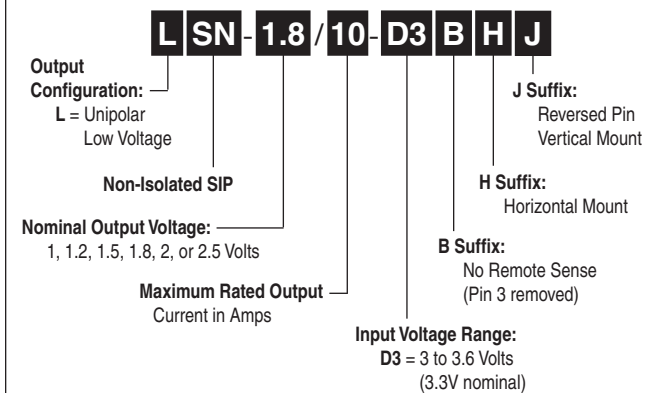 LSN-1.8/10-D3BHJ
Output
Configuration:
L = Unipolar
Low Voltage
Non-Isolated SIP
Nominal Output Voltage:
1, 1.2, 1.5, 1.8, 2, or 2.5 Volts
Maximum Rated Output
Current in Amps
Input Voltage Range:
D3 = 3 to 3.6 Volts
(3.3V nominal)
B Suffix:
No Remote Sense
(Pin 3 removed)
H Suffix:
Horizontal Mount
J Suffix:
Reversed Pin
Vertical Mount